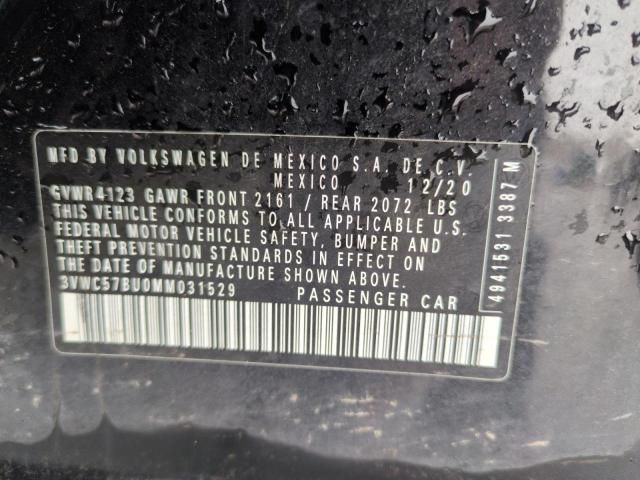 MFD BY VOLKSWAGEN DE MEXICO S.A. DE C.V.
MEXICO 12/20
GVWR 4123 GAWR FRONT 2161 / REAR 2072 LBS
THIS VEHICLE CONFORMS TO ALL APPLICABLE U.S.
FEDERAL MOTOR VEHICLE SAFETY, BUMPER AND
THEFT PREVENTION STANDARDS IN EFFECT ON
THE DATE OF MANUFACTURE SHOWN ABOVE.
3VWC57BU0MM031529 PASSENGER CAR
4941531 3387 M